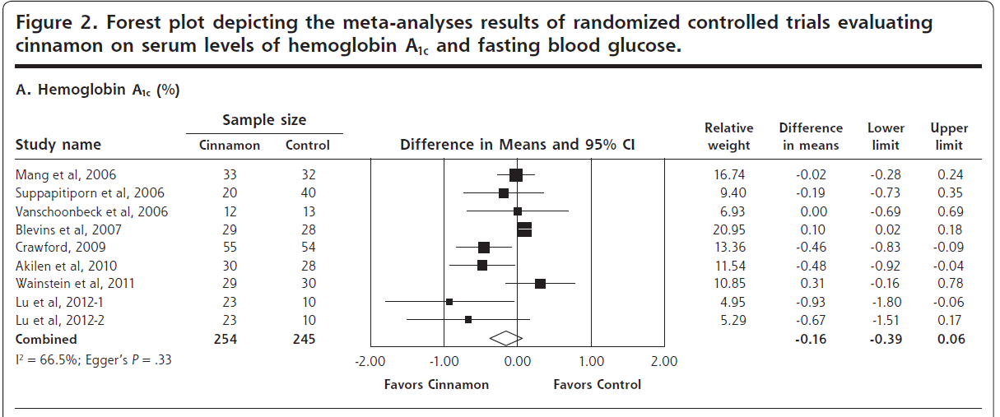 Figure 2. Forest plot depicting the meta-analyses results of randomized controlled trials evaluating
cinnamon on serum levels of hemoglobin A1c and fasting blood glucose.
A. Hemoglobin A1c (%)
Sample size
Study name Cinnamon Control Difference in Means and 95% CI Relative weight Difference in means Lower limit Upper limit
Mang et al, 2006 33 32 16.74 -0.02 -0.28 0.24
Suppapitiporn et al, 2006 20 40 9.40 -0.19 -0.73 0.35
Vanschoonbeck et al, 2006 12 13 6.93 0.00 -0.69 0.69
Blevins et al, 2007 29 28 20.95 0.10 0.02 0.18
Crawford, 2009 55 54 13.36 -0.46 -0.83 -0.09
Akilen et al, 2010 30 28 11.54 -0.48 -0.92 -0.04
Wainstein et al, 2011 29 30 10.85 0.31 -0.16 0.78
Lu et al, 2012-1 23 10 4.95 -0.93 -1.80 -0.06
Lu et al, 2012-2 23 10 5.29 -0.67 -1.51 0.17
Combined 254 245 -0.16 -0.39 0.06
I² = 66.5%; Egger's P = .33
-2.00 -1.00 0.00 1.00 2.00
Favors Cinnamon Favors Control